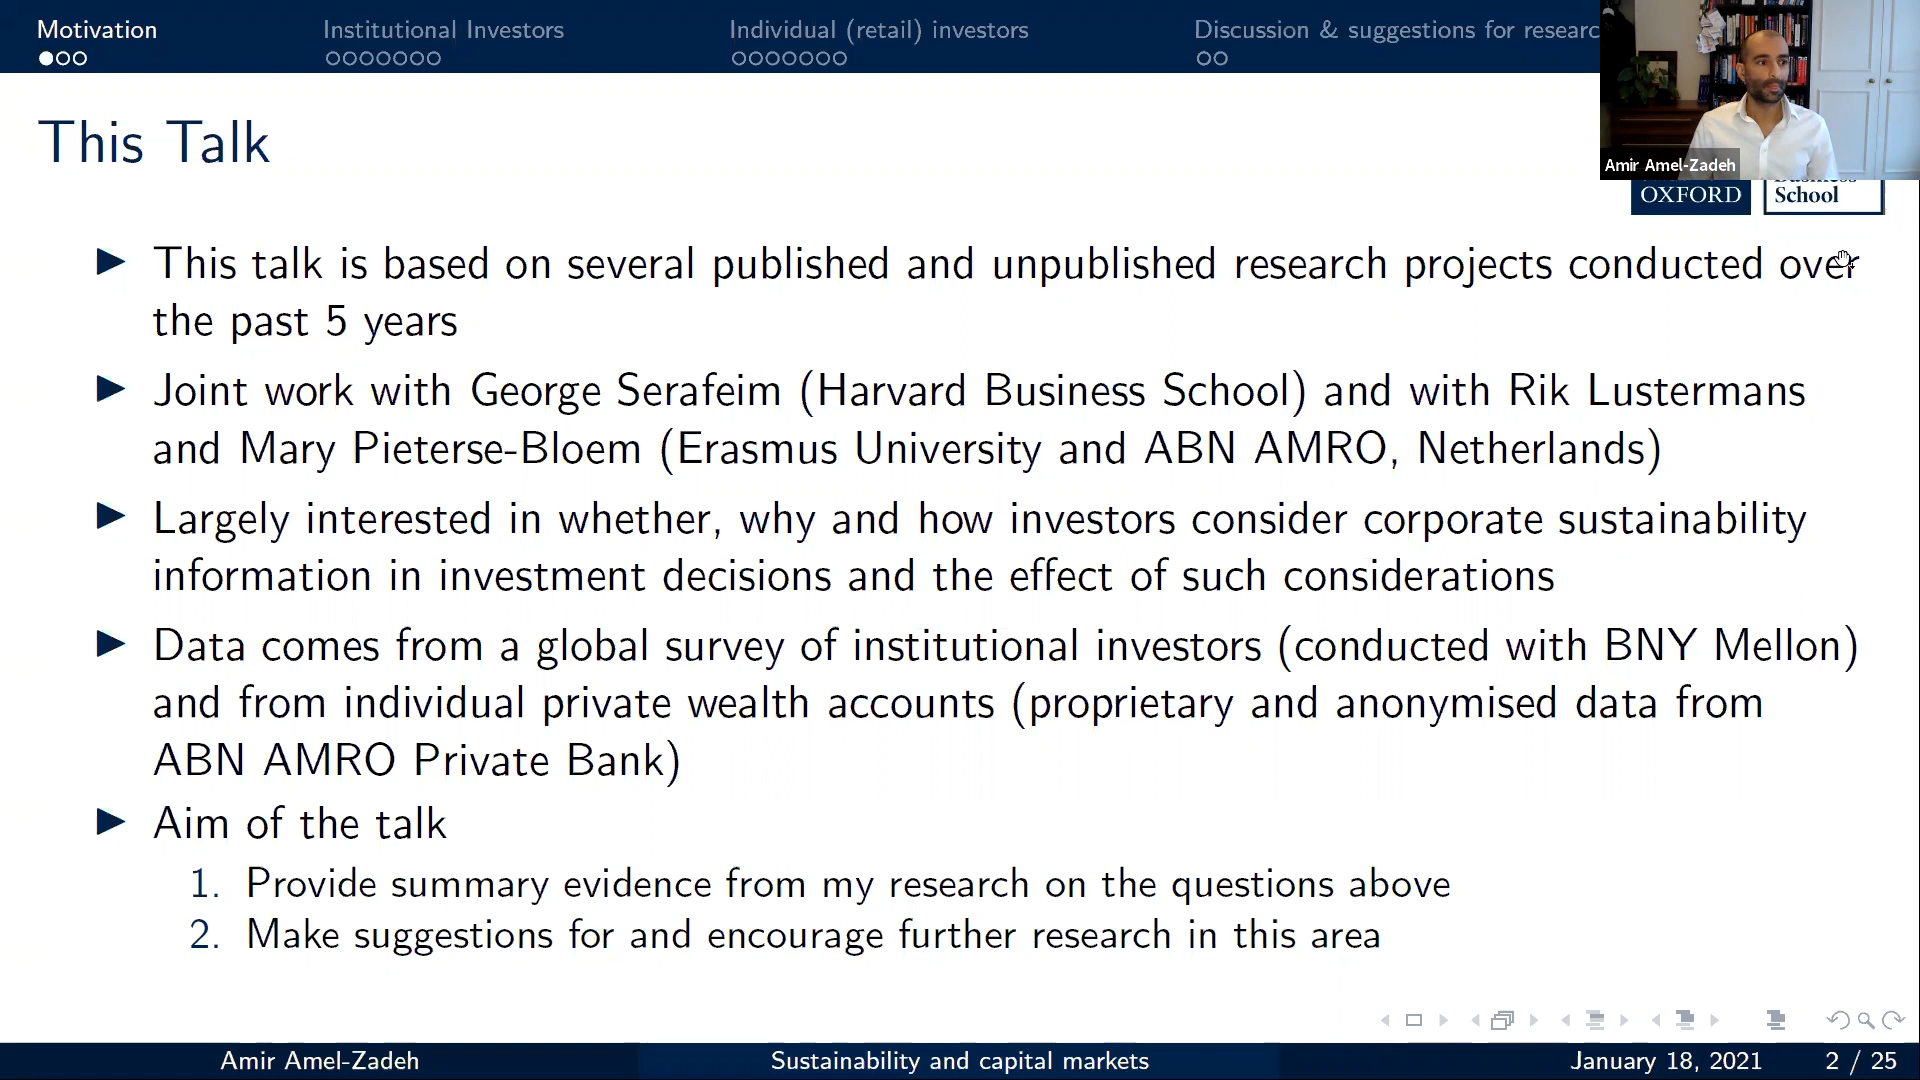 Motivation
Institutional Investors
Individual (retail) investors
Discussion & suggestions for researc
Amir Amel-Zadeh
This Talk
OXFORD
School
This talk is based on several published and unpublished research projects conducted over
the past 5 years
Joint work with George Serafeim (Harvard Business School) and with Rik Lustermans
and Mary Pieterse-Bloem (Erasmus University and ABN AMRO, Netherlands)
Largely interested in whether, why and how investors consider corporate sustainability
information in investment decisions and the effect of such considerations
Data comes from a global survey of institutional investors (conducted with BNY Mellon)
and from individual private wealth accounts (proprietary and anonymised data from
ABN AMRO Private Bank)
Aim of the talk
1. Provide summary evidence from my research on the questions above
2. Make suggestions for and encourage further research in this area
Amir Amel-Zadeh
Sustainability and capital markets
January 18, 2021
2 / 25